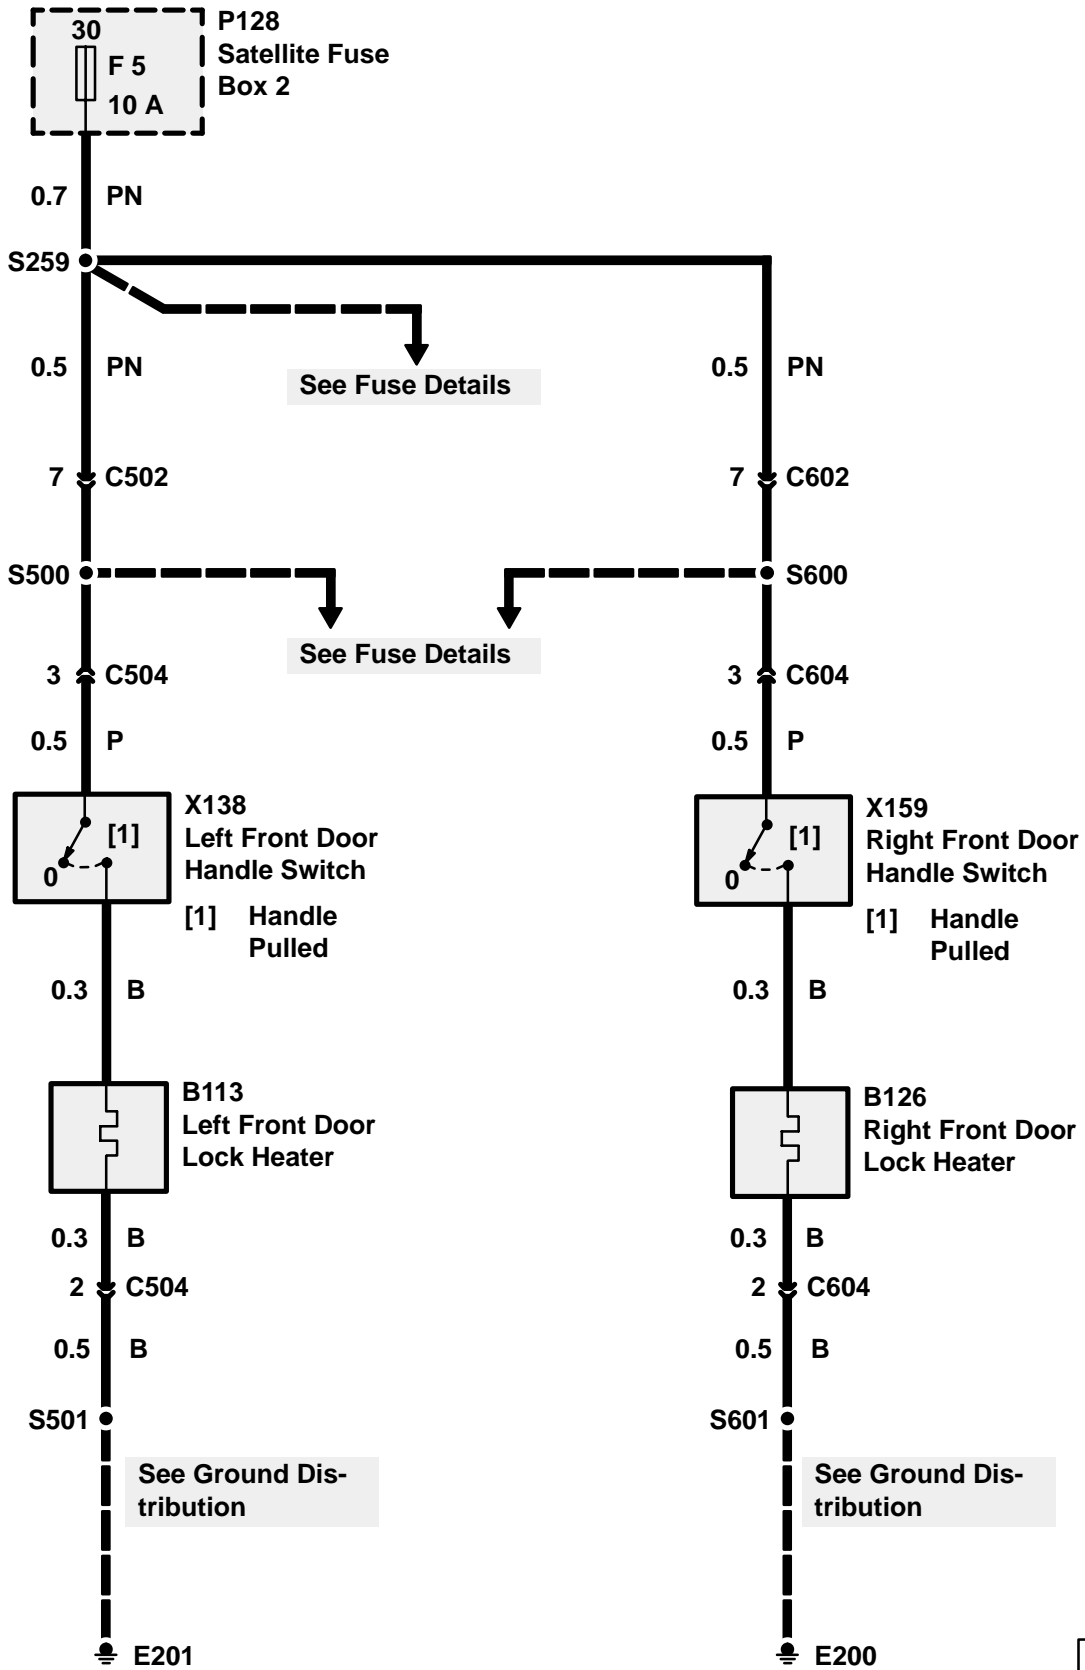 30
F 5
10 A
P128
Satellite Fuse
Box 2
0.7 PN
S259
0.5 PN
See Fuse Details
0.5 PN
7 C502
7 C602
S500
S600
See Fuse Details
3 C504
3 C604
0.5 P
0.5 P
[1]
0
X138
Left Front Door
Handle Switch
[1] Handle
Pulled
[1]
0
X159
Right Front Door
Handle Switch
[1] Handle
Pulled
0.3 B
0.3 B
B113
Left Front Door
Lock Heater
B126
Right Front Door
Lock Heater
0.3 B
0.3 B
2 C504
2 C604
0.5 B
0.5 B
S501
S601
See Ground Dis-
tribution
See Ground Dis-
tribution
E201
E200